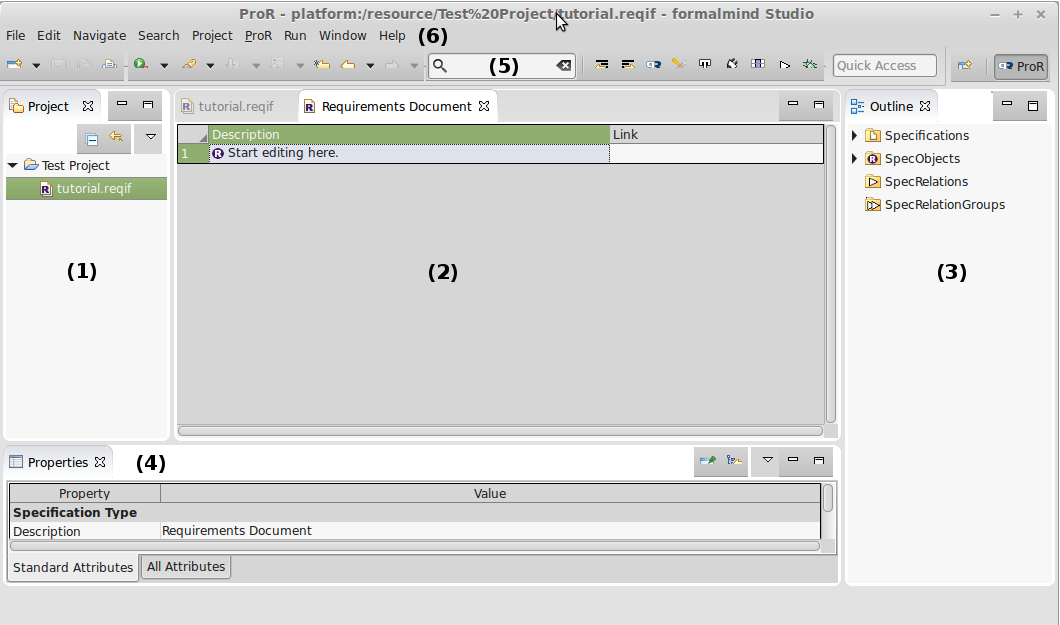 ProR - platform:/resource/Test%20Project/tutorial.reqif - formalmind Studio
File Edit Navigate Search Project ProR Run Window Help (6)
(5) Quick Access ProR
Project
tutorial.reqif Requirements Document
Outline
Description Link
1 Start editing here.
Test Project
tutorial.reqif
Specifications
SpecObjects
SpecRelations
SpecRelationGroups
(1) (2) (3)
Properties (4)
Property Value
Specification Type
Description Requirements Document
Standard Attributes All Attributes